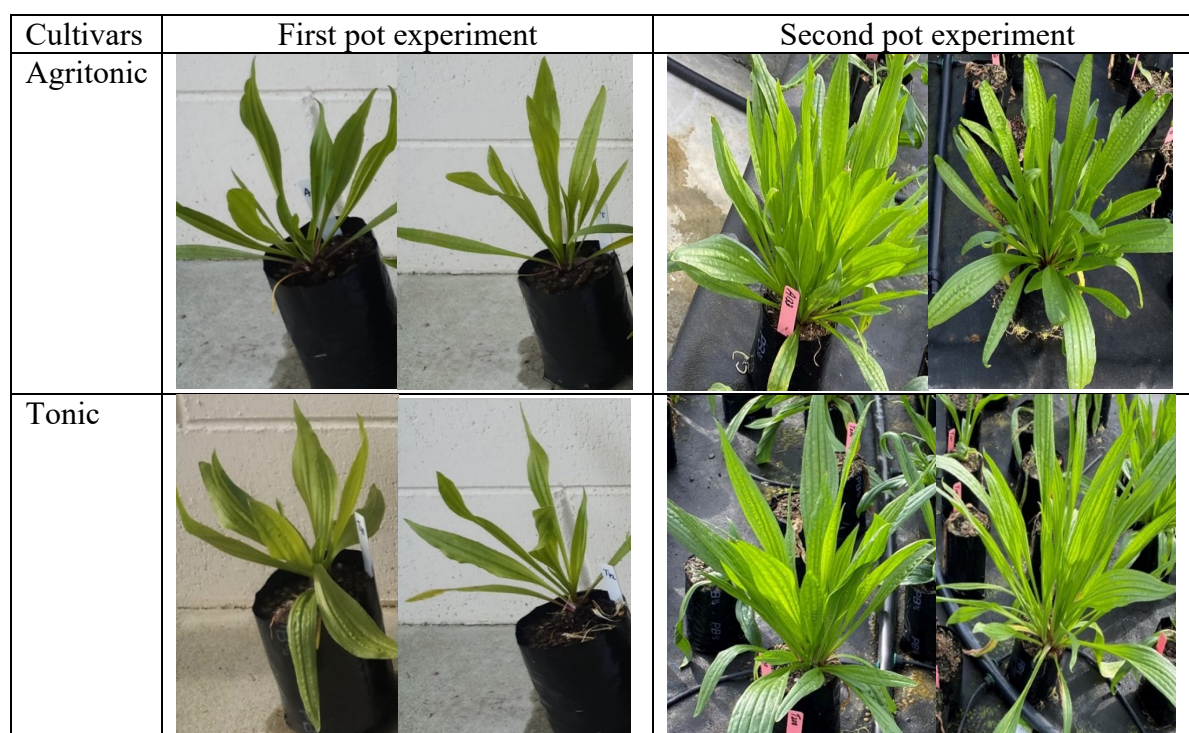 Cultivars
First pot experiment
Second pot experiment
Agritonic
Tonic